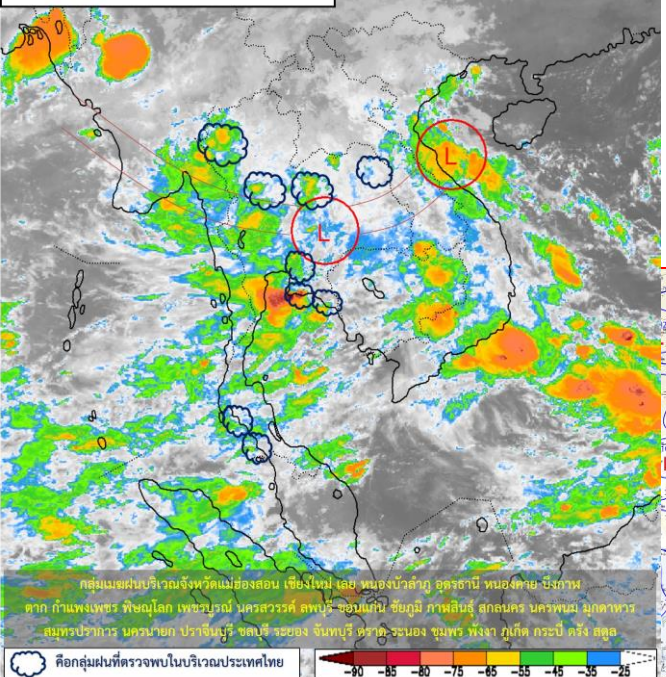 L
L
กลุ่มเมฆฝนบริเวณจังหวัดแม่ฮ่องสอน เชียงใหม่ เลย หนองบัวลำภู อุดรธานี หนองคาย บึงกาฬ
ตาก กำแพงเพชร พิษณุโลก เพชรบูรณ์ นครสวรรค์ ลพบุรี ขอนแก่น ชัยภูมิ กาฬสินธุ์ สกลนคร นครพนม มุกดาหาร
สมุทรปราการ นครนายก ปราจีนบุรี ชลบุรี ระยอง จันทบุรี ตราด ระนอง ชุมพร พังงา ภูเก็ต กระบี่ ตรัง สตูล
คือกลุ่มฝนที่ตรวจพบในบริเวณประเทศไทย
-90 -85 -80 -75 -65 -55 -45 -35 -25